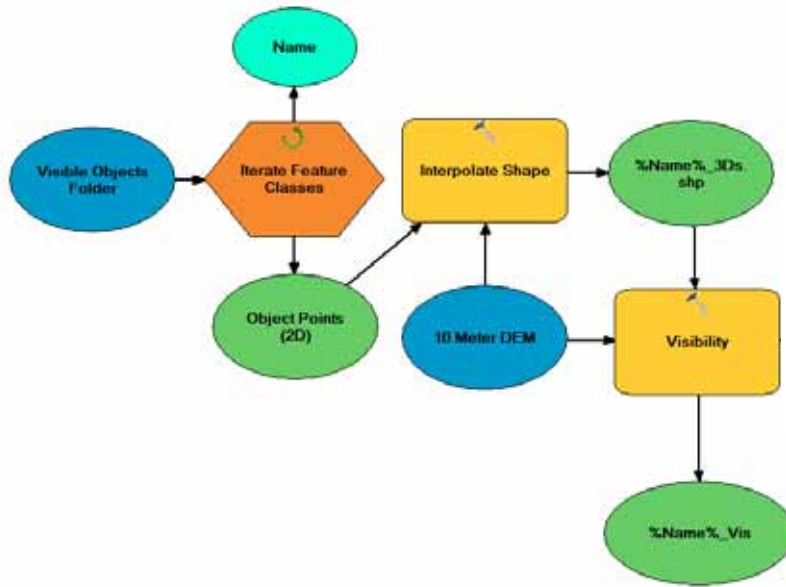 Name
Visible Objects
Folder
Iterate Feature
Classes
Interpolate Shape
%Name%_3Ds.
shp
Object Points
(2D)
10 Meter DEM
Visibility
%Name%_Vis